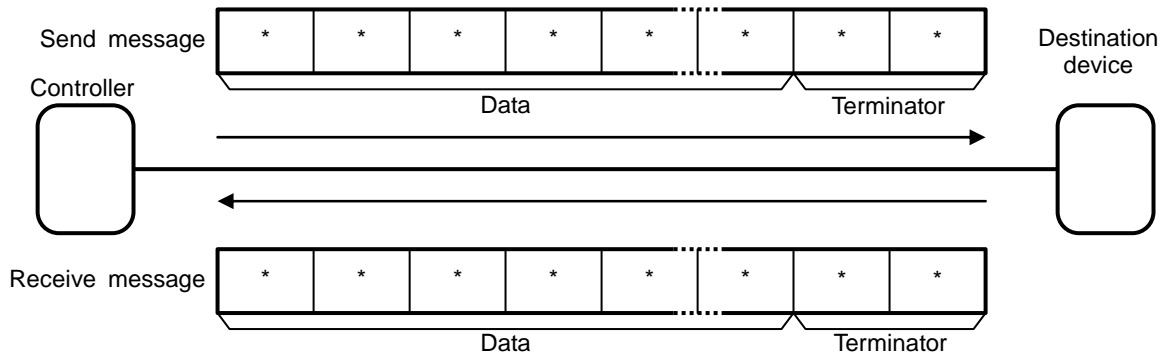 Send message * * * * * * * *
Destination
device
Controller
Data Terminator
Receive message * * * * * * * *
Data Terminator